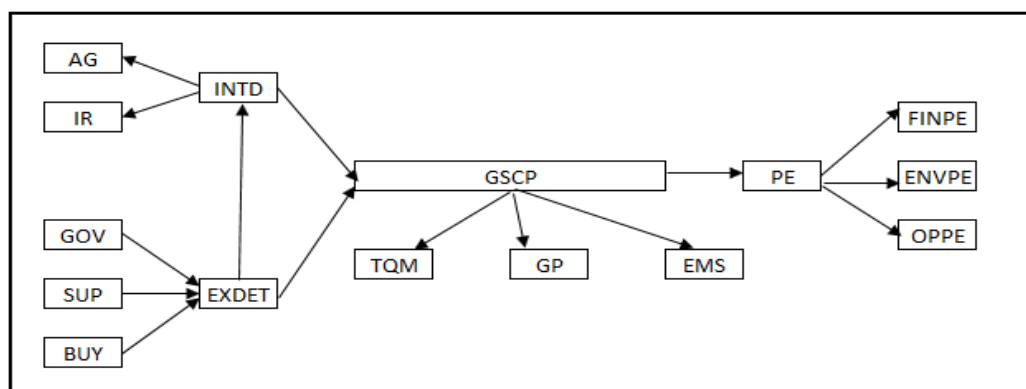 AG
INTD
IR
FINPE
GSCP
PE
ENVPE
GOV
OPPE
TQM
GP
EMS
SUP
EXDET
BUY